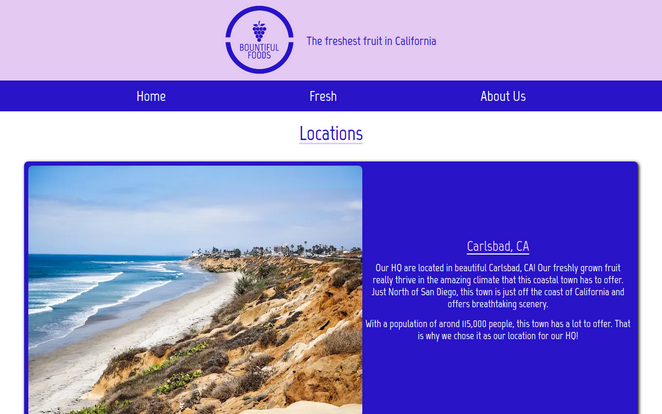 BOUNTIFUL
FOODS
The freshest fruit in California
Home Fresh About Us
Locations
Carlsbad, CA
Our HQ are located in beautiful Carlsbad, CA! Our freshly grown fruit
really thrive in the amazing climate that this coastal town has to offer.
Just North of San Diego, this town is just off the coast of California and
offers breathtaking scenery.
With a population of arond 115,000 people, this town has a lot to offer. That
is why we chose it as our location for our HQ!